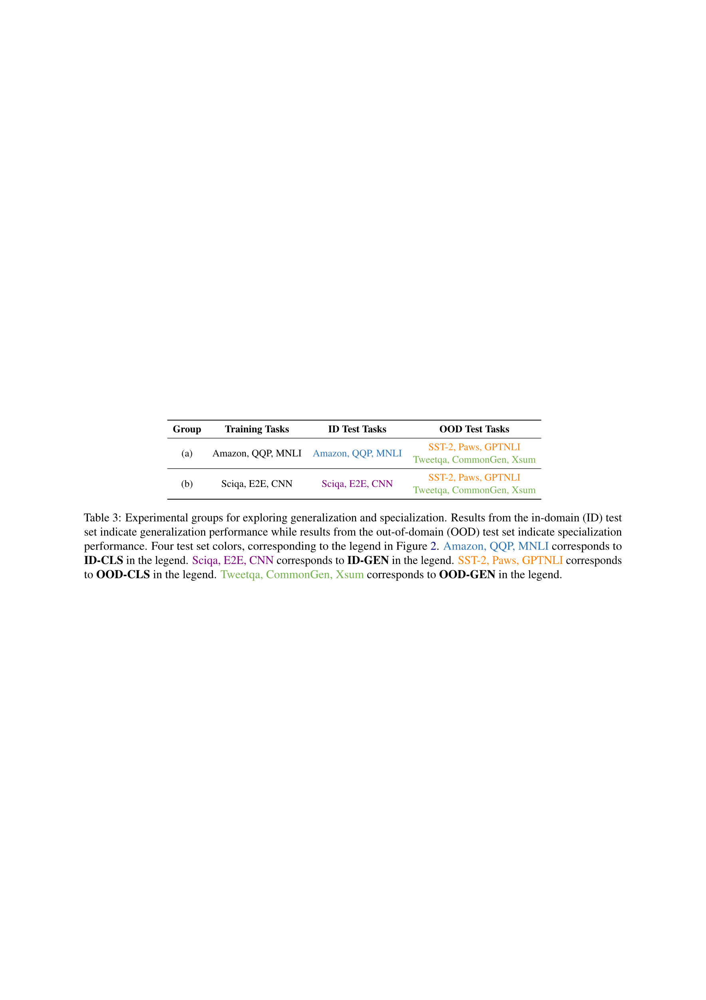 Group Training Tasks ID Test Tasks OOD Test Tasks
(a) Amazon, QQP, MNLI Amazon, QQP, MNLI SST-2, Paws, GPTNLI
Tweetqa, CommonGen, Xsum
(b) Sciqa, E2E, CNN Sciqa, E2E, CNN SST-2, Paws, GPTNLI
Tweetqa, CommonGen, Xsum
Table 3: Experimental groups for exploring generalization and specialization. Results from the in-domain (ID) test
set indicate generalization performance while results from the out-of-domain (OOD) test set indicate specialization
performance. Four test set colors, corresponding to the legend in Figure 2. Amazon, QQP, MNLI corresponds to
ID-CLS in the legend. Sciqa, E2E, CNN corresponds to ID-GEN in the legend. SST-2, Paws, GPTNLI corresponds
to OOD-CLS in the legend. Tweetqa, CommonGen, Xsum corresponds to OOD-GEN in the legend.